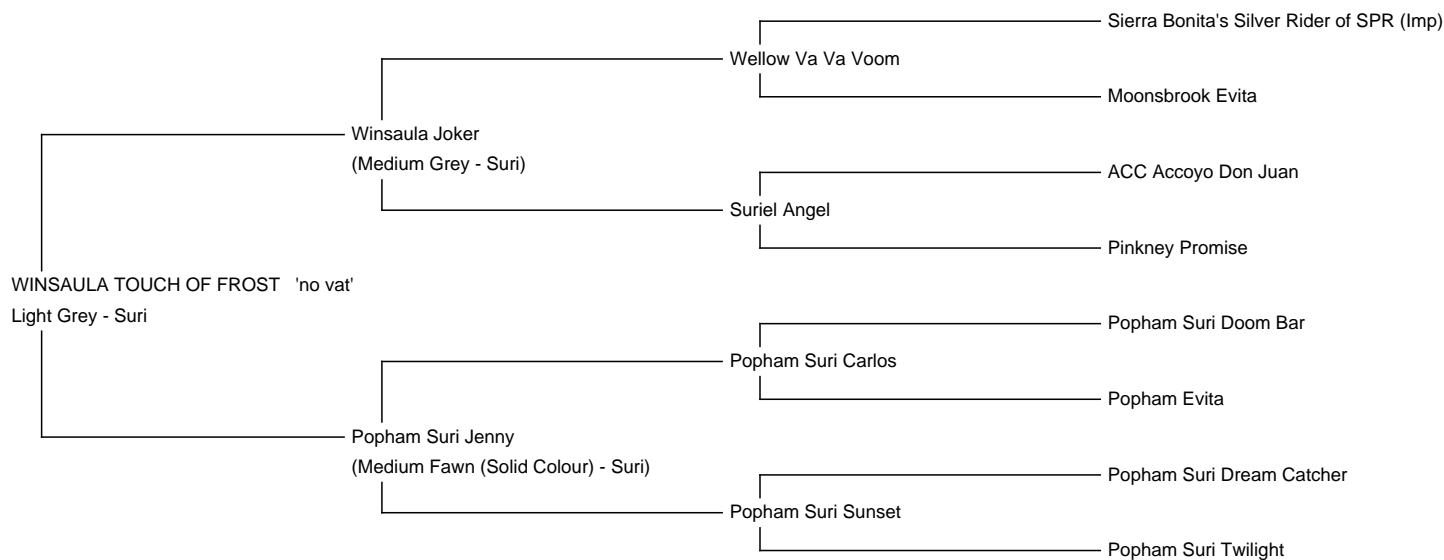 Sierra Bonita's Silver Rider of SPR (Imp)
Wellow Va Va Voom
Moonsbrook Evita
Winsaula Joker
(Medium Grey - Suri)
ACC Accoyo Don Juan
Suriel Angel
Pinkney Promise
WINSAULA TOUCH OF FROST 'no vat'
Light Grey - Suri
Popham Suri Doom Bar
Popham Suri Carlos
Popham Evita
Popham Suri Jenny
(Medium Fawn (Solid Colour) - Suri)
Popham Suri Dream Catcher
Popham Suri Sunset
Popham Suri Twilight